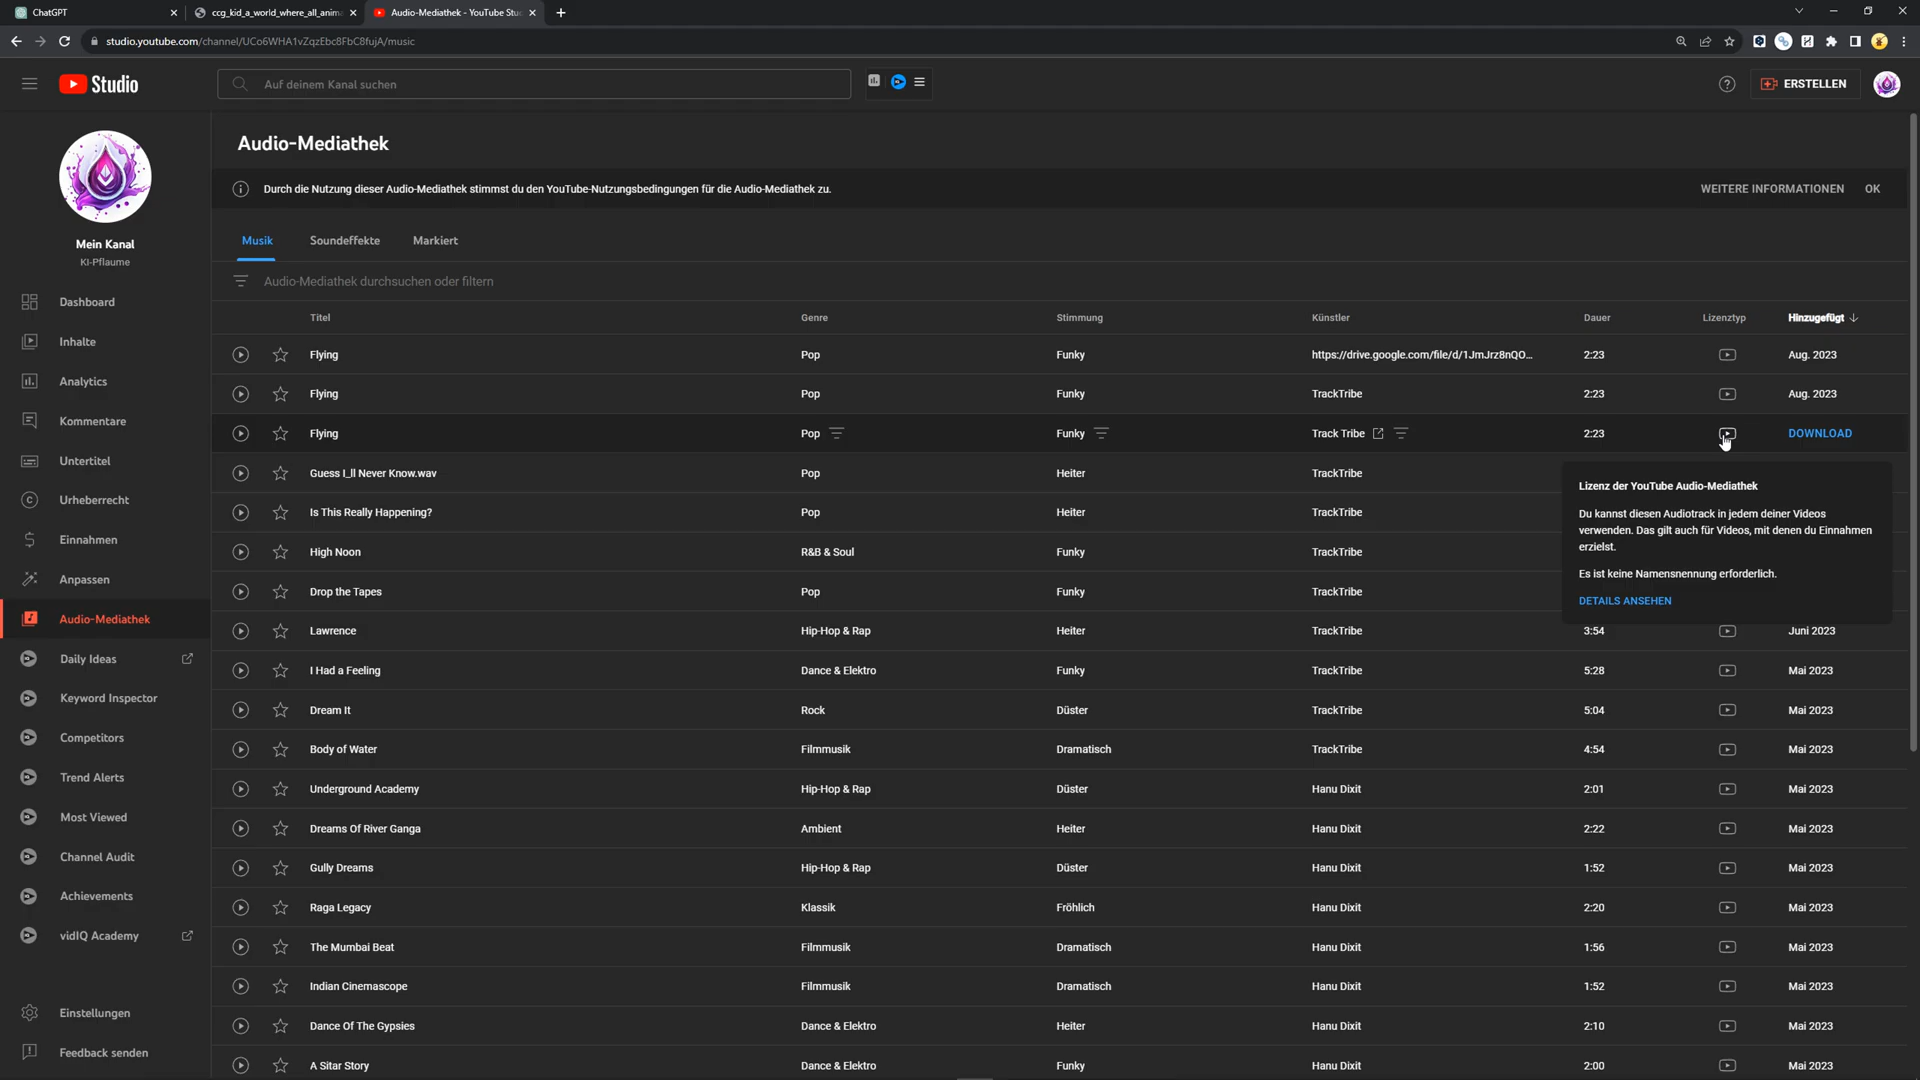 ChatGPT
ccg_kid_a_world_where_all_anim
Audio-Mediathek - YouTube Stu
studio.youtube.com/channel/UCo6WHA1vZqzEbc8FbC8fujA/music
Studio
Auf deinem Kanal suchen
ERSTELLEN
Mein Kanal
KI-Pflaume
Dashboard
Inhalte
Analytics
Kommentare
Untertitel
Urheberrecht
Einnahmen
Anpassen
Audio-Mediathek
Daily Ideas
Keyword Inspector
Competitors
Trend Alerts
Most Viewed
Channel Audit
Achievements
vidIQ Academy
Einstellungen
Feedback senden
Audio-Mediathek
Durch die Nutzung dieser Audio-Mediathek stimmst du den YouTube-Nutzungsbedingungen für die Audio-Mediathek zu.
WEITERE INFORMATIONEN OK
Musik Soundeffekte Markiert
Audio-Mediathek durchsuchen oder filtern
Titel Genre Stimmung Künstler Dauer Lizenztyp Hinzugefügt
Flying Pop Funky https://drive.google.com/file/d/1JmJrz8nQO... 2:23 Aug. 2023
Flying Pop Funky TrackTribe 2:23 Aug. 2023
Flying Pop Funky Track Tribe 2:23 DOWNLOAD
Guess I_ll Never Know.wav Pop Heiter TrackTribe
Is This Really Happening? Pop Heiter TrackTribe
High Noon R&B & Soul Funky TrackTribe
Drop the Tapes Pop Funky TrackTribe
Lizenz der YouTube Audio-Mediathek
Du kannst diesen Audiotrack in jedem deiner Videos
verwenden. Das gilt auch für Videos, mit denen du Einnahmen
erzielst.
Es ist keine Namensnennung erforderlich.
DETAILS ANSEHEN
Lawrence Hip-Hop & Rap Heiter TrackTribe 3:54 Juni 2023
I Had a Feeling Dance & Elektro Funky TrackTribe 5:28 Mai 2023
Dream It Rock Düster TrackTribe 5:04 Mai 2023
Body of Water Filmmusik Dramatisch TrackTribe 4:54 Mai 2023
Underground Academy Hip-Hop & Rap Düster Hanu Dixit 2:01 Mai 2023
Dreams Of River Ganga Ambient Heiter Hanu Dixit 2:22 Mai 2023
Gully Dreams Hip-Hop & Rap Düster Hanu Dixit 1:52 Mai 2023
Raga Legacy Klassik Fröhlich Hanu Dixit 2:20 Mai 2023
The Mumbai Beat Filmmusik Dramatisch Hanu Dixit 1:56 Mai 2023
Indian Cinemascope Filmmusik Dramatisch Hanu Dixit 1:52 Mai 2023
Dance Of The Gypsies Dance & Elektro Heiter Hanu Dixit 2:10 Mai 2023
A Sitar Story Dance & Elektro Funky Hanu Dixit 2:00 Mai 2023